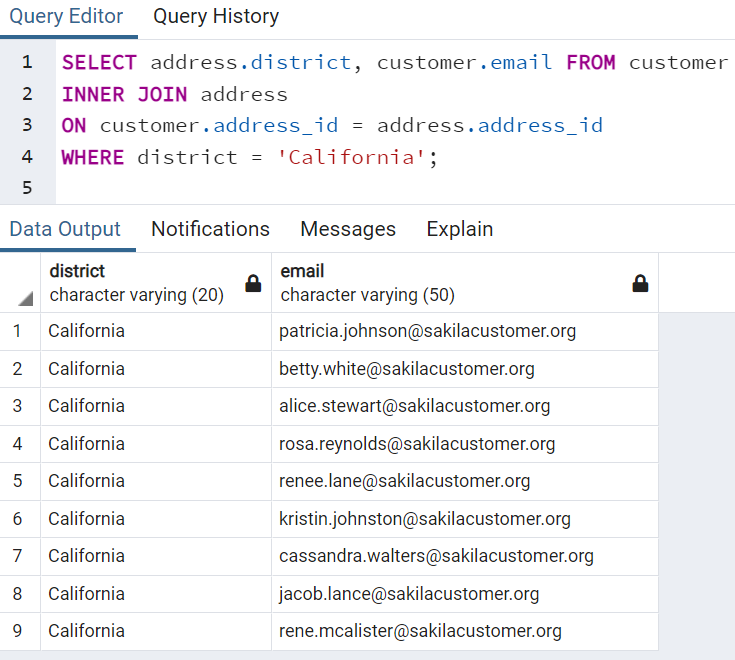 Query Editor Query History
1 SELECT address.district, customer.email FROM customer
2 INNER JOIN address
3 ON customer.address_id = address.address_id
4 WHERE district = 'California';
5
Data Output Notifications Messages Explain
district email
character varying (20) character varying (50)
1 California patricia.johnson@sakilacustomer.org
2 California betty.white@sakilacustomer.org
3 California alice.stewart@sakilacustomer.org
4 California rosa.reynolds@sakilacustomer.org
5 California renee.lane@sakilacustomer.org
6 California kristin.johnston@sakilacustomer.org
7 California cassandra.walters@sakilacustomer.org
8 California jacob.lance@sakilacustomer.org
9 California rene.mcalister@sakilacustomer.org